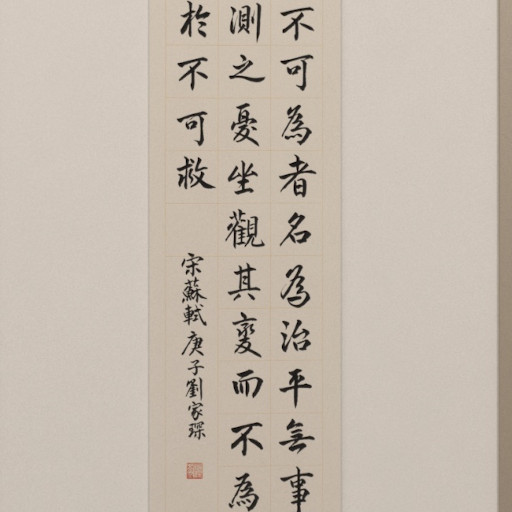 不可為者名為治平無事
測之憂坐觀其變而不為
於不可救
宋蘇軾庚子劉家琛